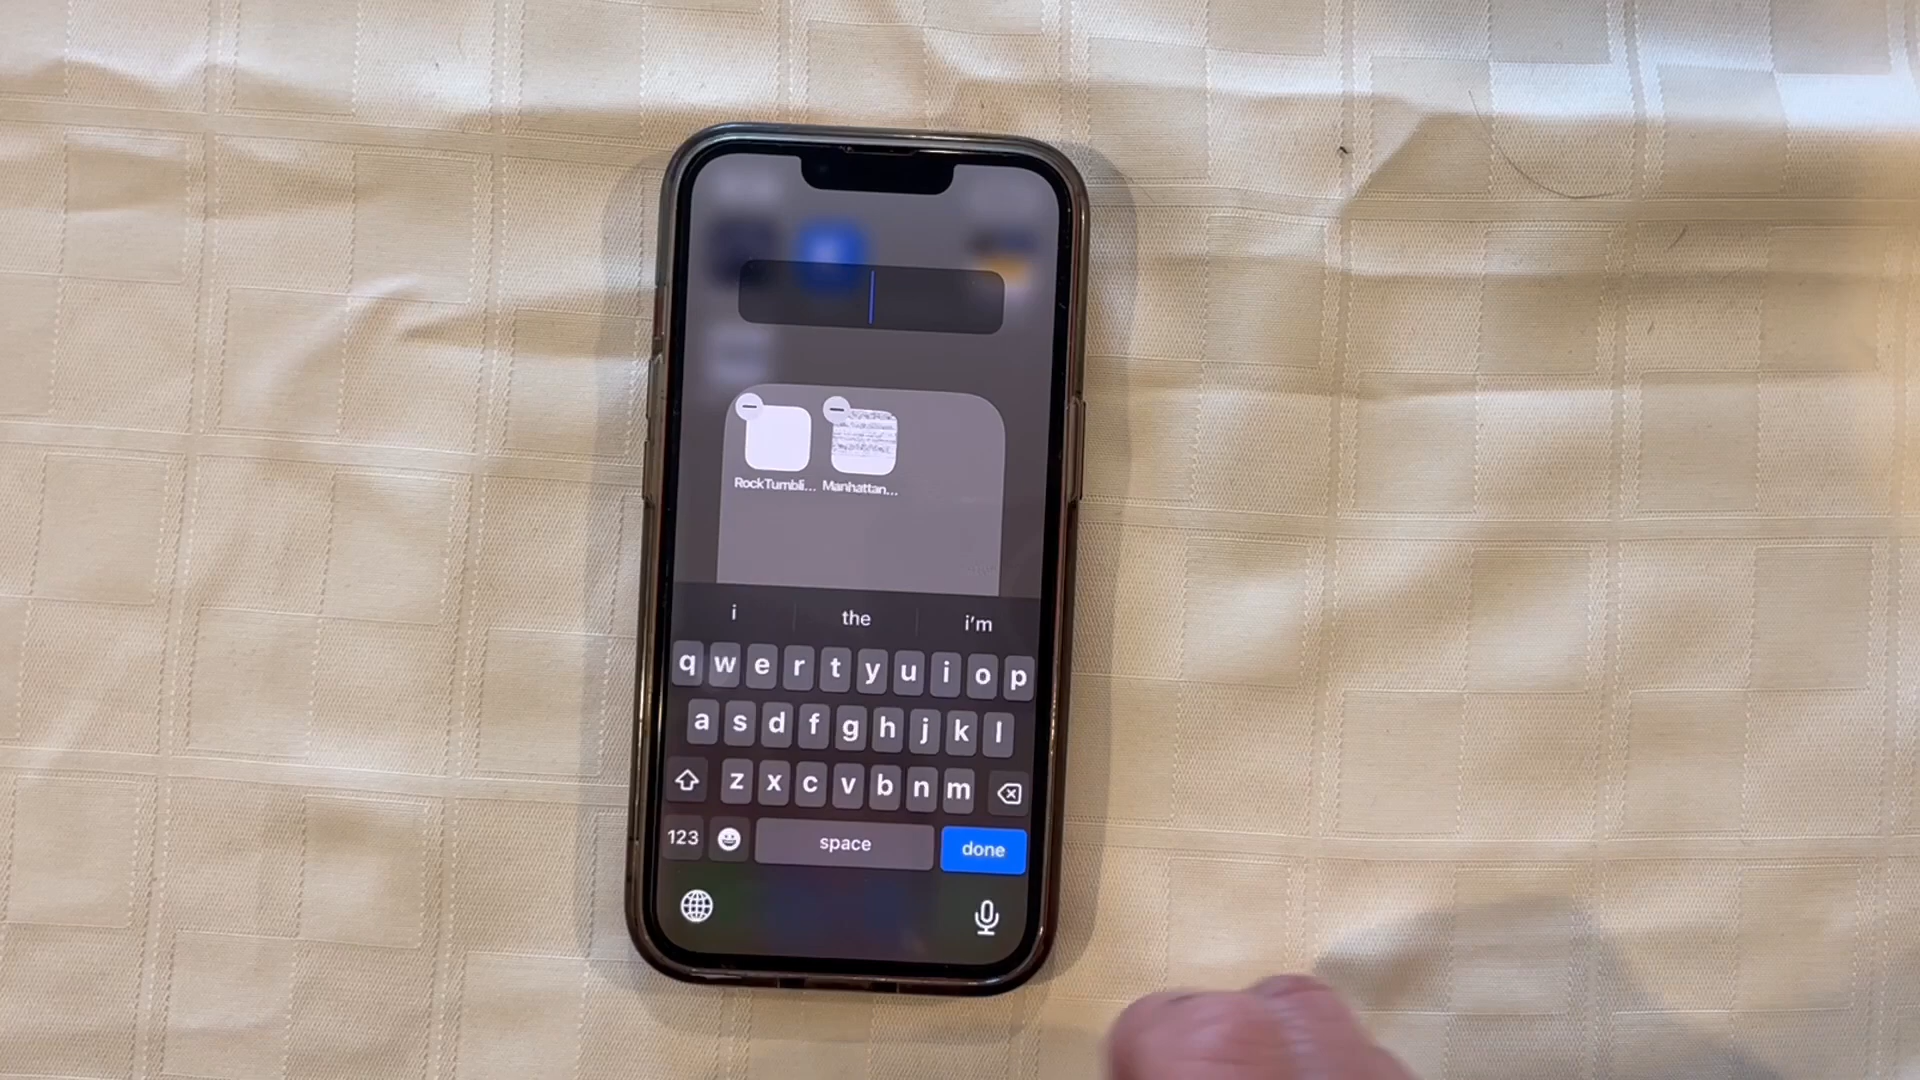 RockTumbli... Manhattan...
i the i'm
q w e r t y u i o p
a s d f g h j k l
z x c v b n m
123 space done